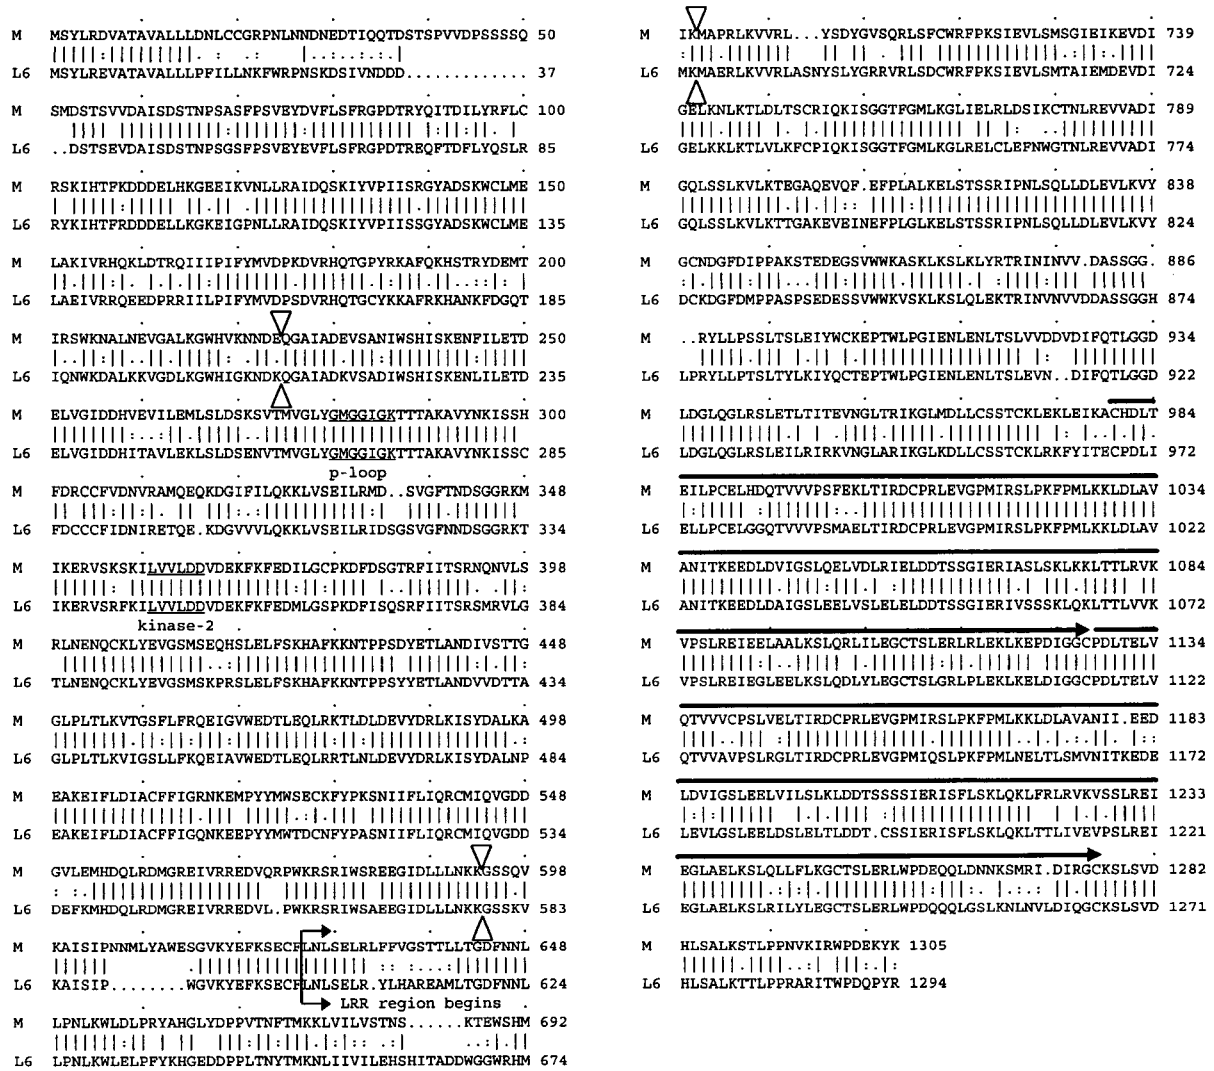 M MSYLRDVATAVALLLDNLCCGRPNLNNDNEDTIQQTDSTSPVVDPSSSSQ 50
L6 MSYLREVATAVALLLPFILLNKFWRPNSKDSIVNDDD............. 37
M SMDSTSVVDAISDSTNPSASFPSVEYDVFLSFRGPDTRYQITDILYRFLC 100
L6 ..DSTSEVDAISDSTNPSGSFPSVEYEVFLSFRGPDTREQFTDFLYQSLR 85
M RSKIHTFKDDDELHKGEEIKVNLLRAIDQSKIYVPIISRGYADSKWCLME 150
L6 RYKIHTFRDDDELLKGKEIGPNLLRAIDQSKIYVPIISSGYADSKWCLME 135
M LAKIVRHQKLDTRQIIIPIFYMVDPKDVRHQTGPYRKAFQKHSTRYDEMT 200
L6 LAEIVRRQEEDPRRIILPIFYMVDPSDVRHQTGCYKKAFRKHANKFDGQT 185
M IRSWKNALNEVGALKGWHVKNNDEQGAIADEVSANIWSHISKENFILETD 250
L6 IQNWKDALKKVGDLKGWHIGKNDKQGAIADKVSADIWSHISKENLILETD 235
M ELVGIDDHVEVILEMLSLDSKSVTMVGLYGMGGIGKTTTAKAVYNKISSH 300
L6 ELVGIDDHITAVLEKLSLDSENVTMVGLYGMGGIGKTTTAKAVYNKISSC 285
p-loop
M FDRCCFVDNVRAMQEQKDGIFILQKKLVSEILRMD..SVGFTNDSGGRKM 348
L6 FDCCCFIDNIRETQE.KDGVVVLQKKLVSEILRIDSGSVGFNNDSGGRKT 334
M IKERVSKSKILVVLDDVDEKFKFEDILGCPKDFDSGTRFIITSRNQNVLS 398
L6 IKERVSRFKILVVLDDVDEKFKFEDMLGSPKDFISQSRFIITSRSMRVLG 384
kinase-2
M RLNENQCKLYEVGSMSEQHSLELFSKHAFKKNTPPSDYETLANDIVSTTG 448
L6 TLNENQCKLYEVGSMSKPRSLELFSKHAFKKNTPPSYYETLANDVVDTTA 434
M GLPLTLKVTGSFLFRQEIGVWEDTLEQLRKTLDLDEVYDRLKISYDALKA 498
L6 GLPLTLKVIGSLLFKQEIAVWEDTLEQLRRTLNLDEVYDRLKISYDALNP 484
M EAKEIFLDIACFFIGRNKEMPYYMWSECKFYPKSNIIFLIQRCMIQVGDD 548
L6 EAKEIFLDIACFFIGQNKEEPYYMWTDCNFYPASNIIFLIQRCMIQVGDD 534
M GVLEMHDQLRDMGREIVRREDVQRPWKRSRIWSREEGIDLLLNKKGSSQV 598
L6 DEFKMHDQLRDMGREIVRREDVL.PWKRSRIWSAEEGIDLLLNKKGSSKV 583
M KAISIPNNMLYAWESGVKYEFKSECFLNLSELRLFFVGSTTLLTGDFNNL 648
L6 KAISIP........WGVKYEFKSECFLNLSELR.YLHAREAMLTGDFNNL 624
LRR region begins
M LPNLKWLDLPRYAHGLYDPPVTNFTMKKLVILVSTNS......KTEWSHM 692
L6 LPNLKWLELPFYKHGEDDPPLTNYTMKNLIIVILEHSHITADDWGGWRHM 674
M IKMAPRLKVVRL...YSDYGVSQRLSFCWRFPKSIEVLSMSGIEIKEVDI 739
L6 MKMAERLKVVRLASNYSLYGRRVRLSDCWRFPKSIEVLSMTAIEMDEVDI 724
M GELKNLKTLDLTSCRIQKISGGTFGMLKGLIELRLDSIKCTNLREVVADI 789
L6 GELKKLKTLVLKFCPIQKISGGTFGMLKGLRELCLEFNWGTNLREVVADI 774
M GQLSSLKVLKTEGAQEVQF.EFPLALKELSTSSRIPNLSQLLDLEVLKVY 838
L6 GQLSSLKVLKTTGAKEVEINEFPLGLKELSTSSRIPNLSQLLDLEVLKVY 824
M GCNDGFDIPPAKSTEDEGSVWWKASKLKSLKLYRTRININVV.DASSGG. 886
L6 DCKDGFDMPPASPSEDESSVWWKVSKLKSLQLEKTRINVNVVDDASSGGH 874
M ..RYLLPSSLTSLEIYWCKEPTWLPGIENLENLTSLVVDDVDIFQTLGGD 934
L6 LPRYLLPTSLTYLKIYQCTEPTWLPGIENLENLTSLEVN..DIFQTLGGD 922
M LDGLQGLRSLETLTITEVNGLTRIKGLMDLLCSSTCKLEKLEIKACHDLT 984
L6 LDGLQGLRSLEILRIRKVNGLARIKGLKDLLCSSTCKLRKFYITECPDLI 972
M EILPCELHDQTVVVPSFEKLTIRDCPRLEVGPMIRSLPKFPMLKKLDLAV 1034
L6 ELLPCELGGQTVVVPSMAELTIRDCPRLEVGPMIRSLPKFPMLKKLDLAV 1022
M ANITKEEDLDVIGSLQELVDLRIELDDTSSGIERIASLSKLKKLTTLRVK 1084
L6 ANITKEEDLDAIGSLEELVSLELELDDTSSGIERIVSSSKLQKLTTLVVK 1072
M VPSLREIEELAALKSLQRLILEGCTSLERLRLEKLKEPDIGGCPDLTELV 1134
L6 VPSLREIEGLEELKSLQDLYLEGCTSLGRLPLEKLKELDIGGCPDLTELV 1122
M QTVVVCPSLVELTIRDCPRLEVGPMIRSLPKFPMLKKLDLAVANII.EED 1183
L6 QTVVAVPSLRGLTIRDCPRLEVGPMIQSLPKFPMLNELTLSMVNITKEDE 1172
M LDVIGSLEELVILSLKLDDTSSSSIERISFLSKLQKLFRLRVKVSSLREI 1233
L6 LEVLGSLEELDSLELTLDDT.CSSIERISFLSKLQKLTTLIVEVPSLREI 1221
M EGLAELKSLQLLFLKGCTSLERLWPDEQQLDNNKSMRI.DIRGCKSLSVD 1282
L6 EGLAELKSLRILYLEGCTSLERLWPDQQQLGSLKNLNVLDIQGCKSLSVD 1271
M HLSALKSTLPPNVKIRWPDEKYK 1305
L6 HLSALKTTLPPRARITWPDQPYR 1294